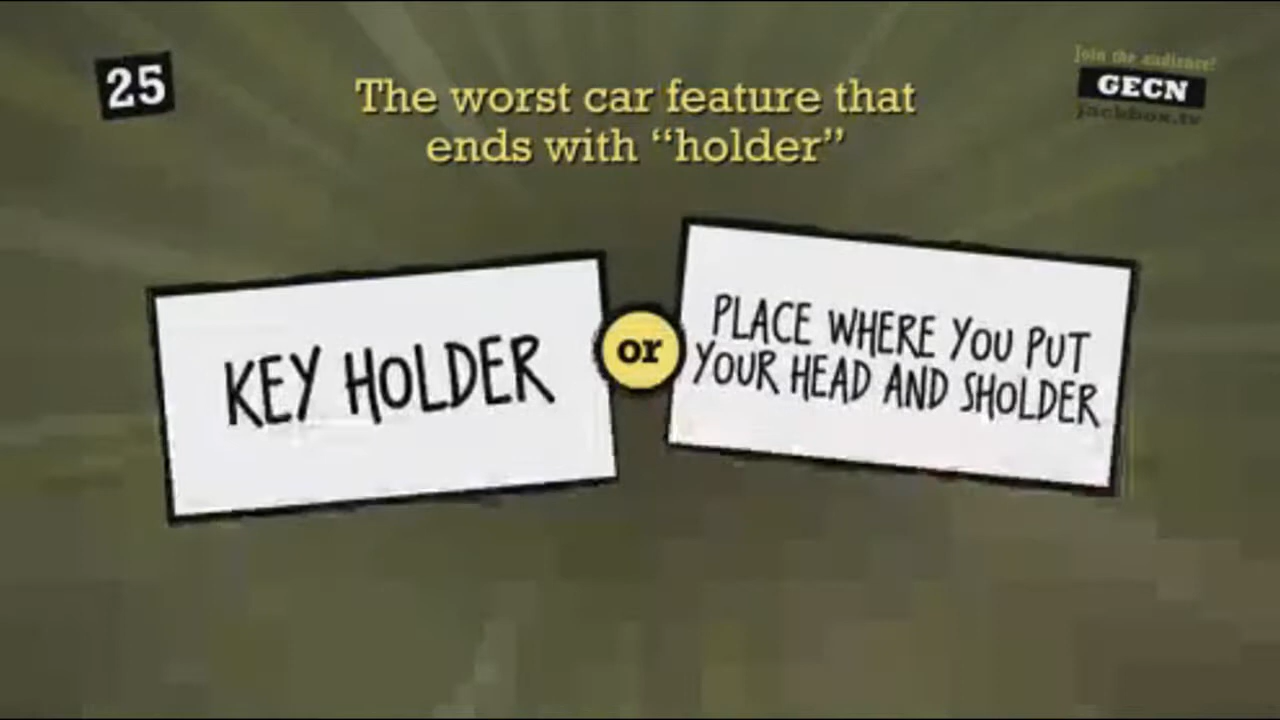 25
The worst car feature that
ends with “holder”
Join the audience!
GECN
jackbox.tv
KEY HOLDER
or
PLACE WHERE YOU PUT
YOUR HEAD AND SHOLDER